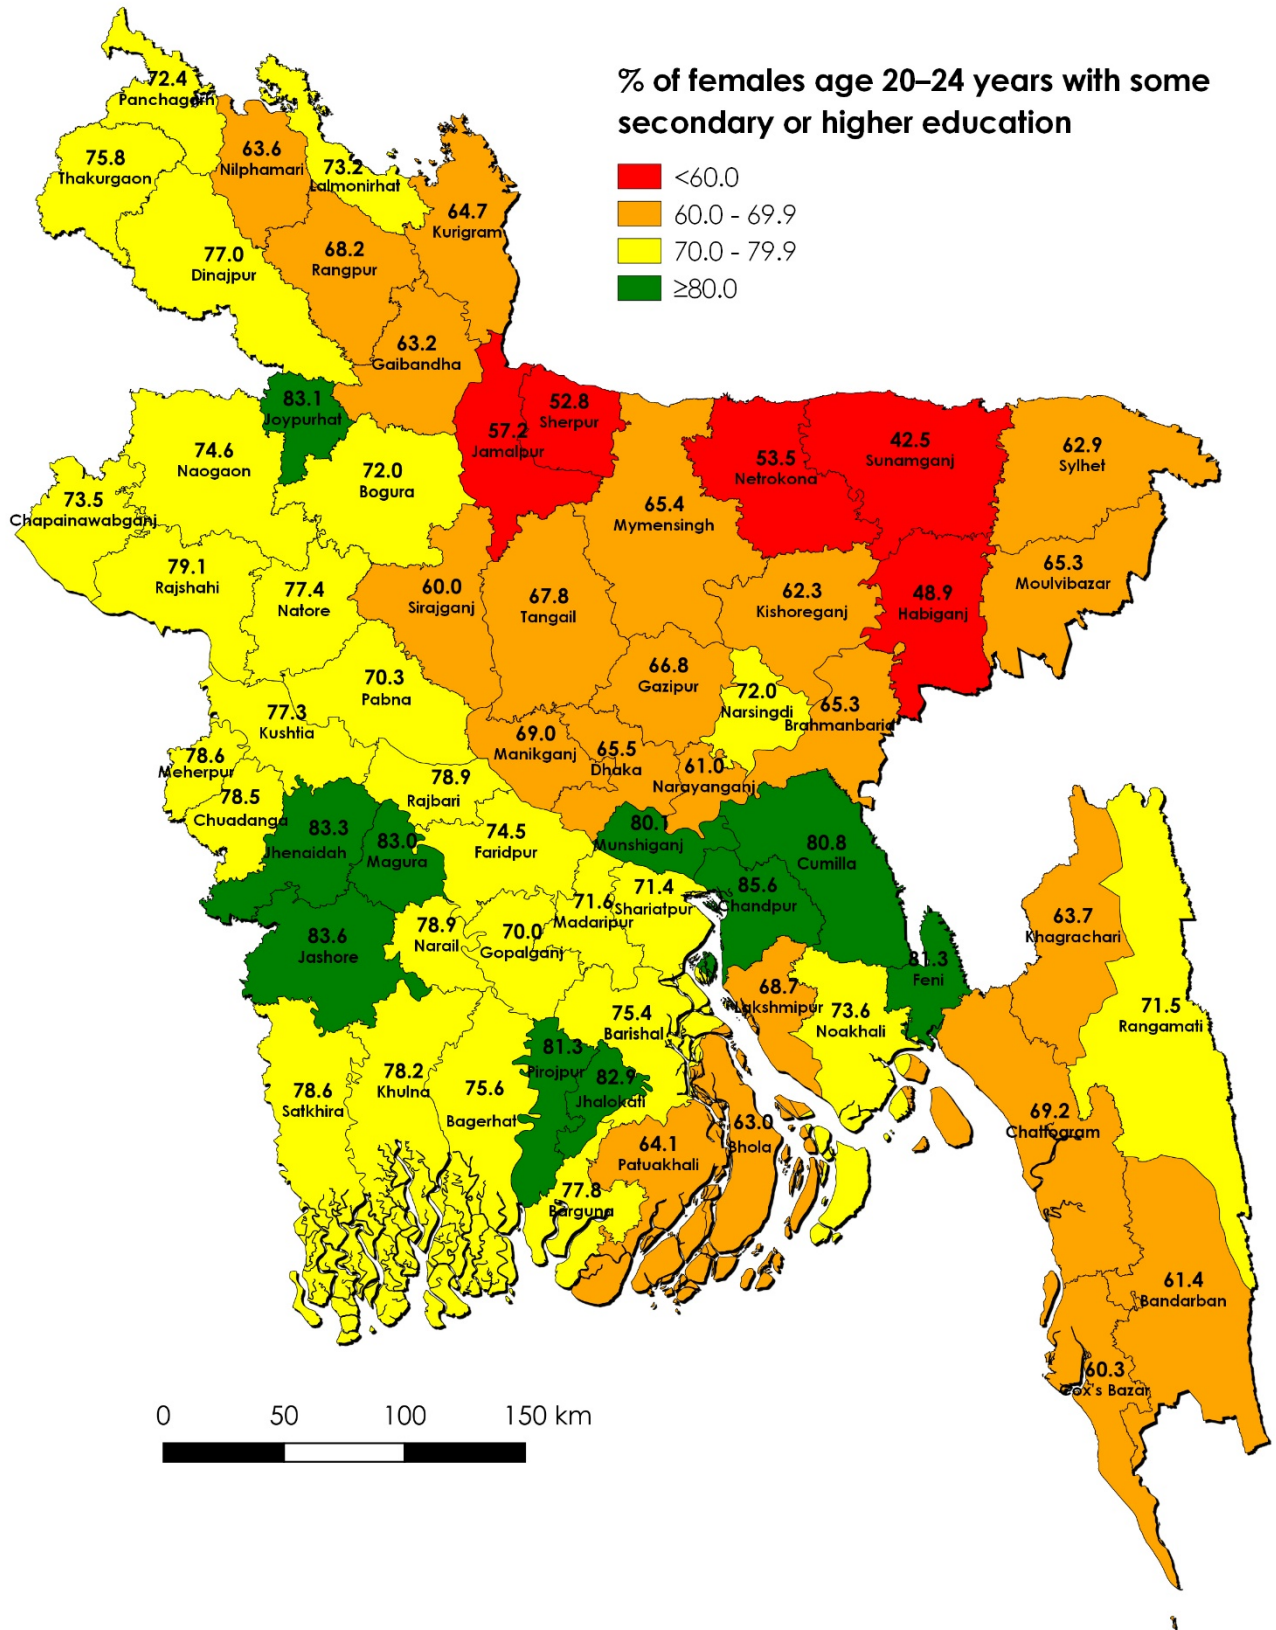 % of females age 20–24 years with some
secondary or higher education
<60.0
60.0 - 69.9
70.0 - 79.9
≥80.0
72.4
Panchagarh
75.8
Thakurgaon
63.6
Nilphamari
73.2
Lalmonirhat
64.7
Kurigram
77.0
Dinajpur
68.2
Rangpur
63.2
Gaibandha
83.1
Joypurhat
57.2
Jamalpur
52.8
Sherpur
74.6
Naogaon
72.0
Bogura
53.5
Netrokona
42.5
Sunamganj
62.9
Sylhet
73.5
Chapainawabganj
65.4
Mymensingh
79.1
Rajshahi
77.4
Natore
60.0
Sirajganj
67.8
Tangail
62.3
Kishoreganj
48.9
Habiganj
65.3
Moulvibazar
70.3
Pabna
66.8
Gazipur
72.0
Narsingdi
65.3
Brahmanbaria
77.3
Kushtia
69.0
Manikganj
65.5
Dhaka
61.0
Narayanganj
78.6
Meherpur
78.5
Chuadanga
78.9
Rajbari
83.3
Jhenaidah
83.0
Magura
74.5
Faridpur
80.1
Munshiganj
80.8
Cumilla
85.6
Chandpur
71.4
Shariatpur
71.6
Madaripur
70.0
Gopalganj
78.9
Narail
83.6
Jashore
63.7
Khagrachari
81.3
Feni
68.7
Lakshmipur
73.6
Noakhali
71.5
Rangamati
75.4
Barishal
81.3
Pirojpur
82.9
Jhalokati
78.6
Satkhira
78.2
Khulna
75.6
Bagerhat
63.0
Bhola
64.1
Patuakhali
77.8
Barguna
69.2
Chattogram
61.4
Bandarban
60.3
Cox's Bazar
0 50 100 150 km